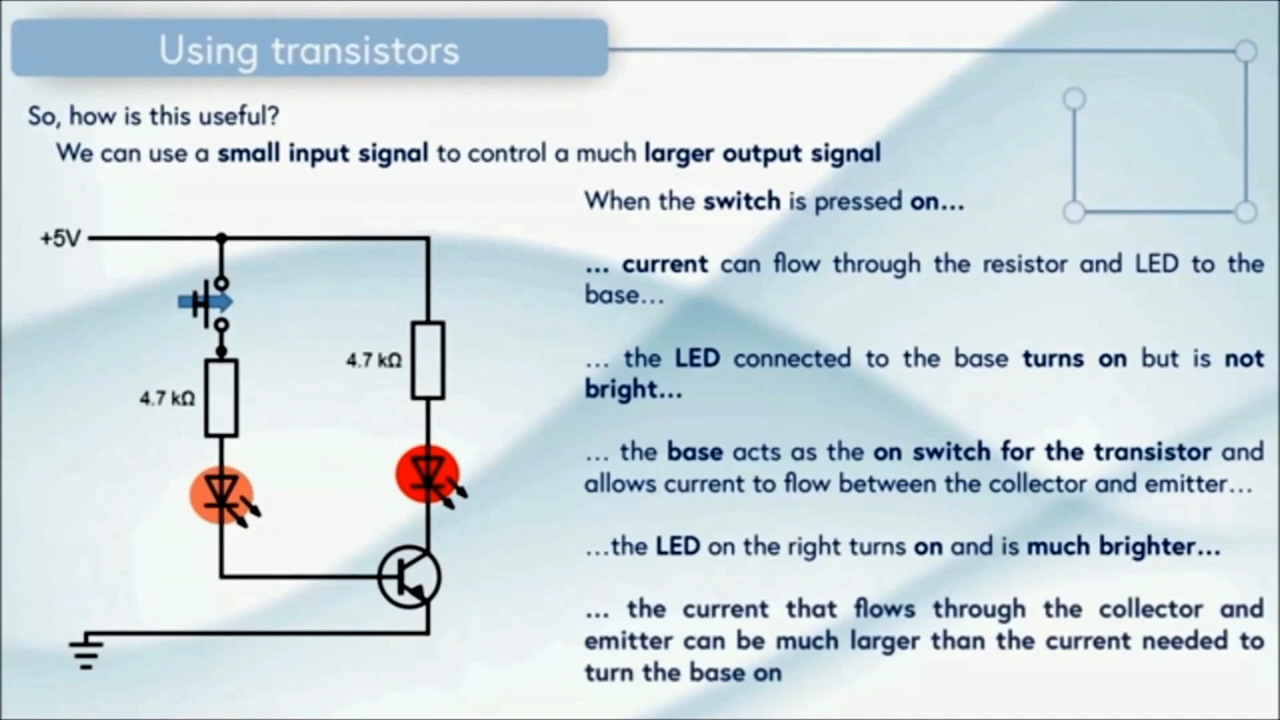 Using transistors
So, how is this useful?
We can use a small input signal to control a much larger output signal
When the switch is pressed on...
+5V
... current can flow through the resistor and LED to the
base...
4.7 kΩ
4.7 kΩ
... the LED connected to the base turns on but is not
bright...
... the base acts as the on switch for the transistor and
allows current to flow between the collector and emitter...
...the LED on the right turns on and is much brighter...
... the current that flows through the collector and
emitter can be much larger than the current needed to
turn the base on